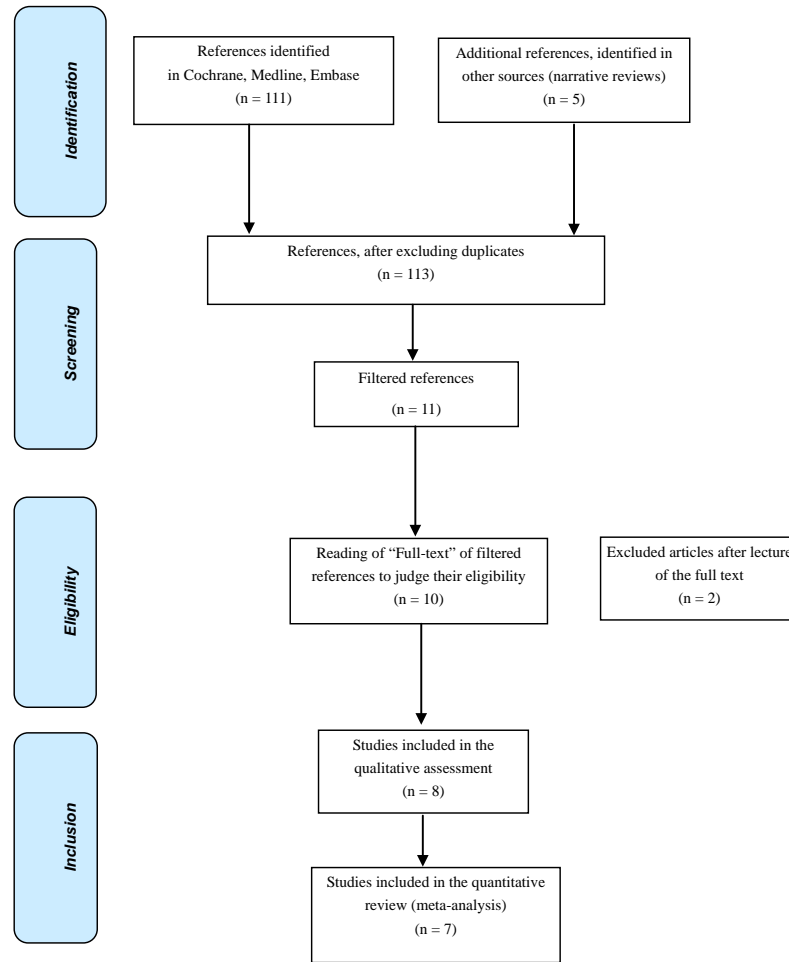 Identification
References identified
in Cochrane, Medline, Embase
(n = 111)
Additional references, identified in
other sources (narrative reviews)
(n = 5)
Screening
References, after excluding duplicates
(n = 113)
Filtered references
(n = 11)
Eligibility
Reading of “Full-text” of filtered
references to judge their eligibility
(n = 10)
Excluded articles after lecture
of the full text
(n = 2)
Inclusion
Studies included in the
qualitative assessment
(n = 8)
Studies included in the quantitative
review (meta-analysis)
(n = 7)